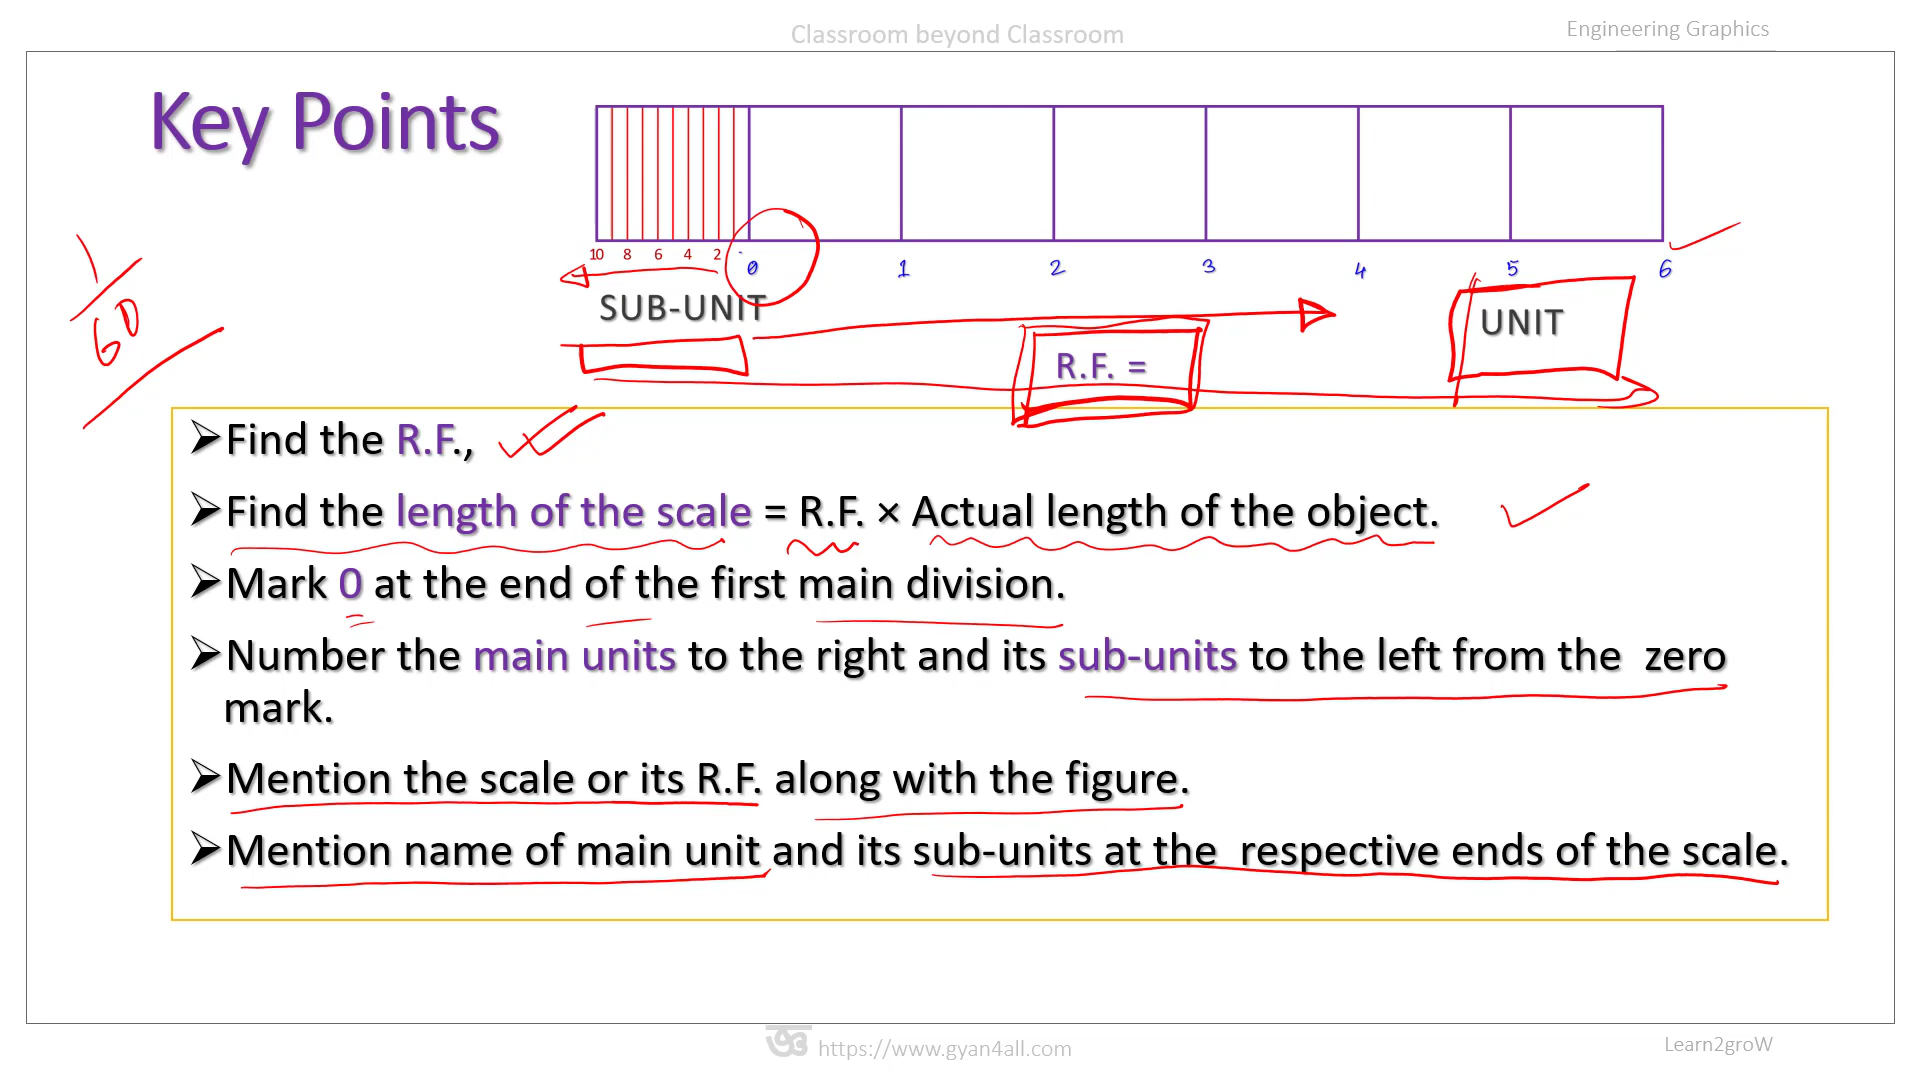 Classroom beyond Classroom
Engineering Graphics
Key Points
10 8 6 4 2 0 1 2 3 4 5 6
SUB-UNIT
UNIT
R.F. =
1
60
➢Find the R.F.,
➢Find the length of the scale = R.F. × Actual length of the object.
➢Mark 0 at the end of the first main division.
➢Number the main units to the right and its sub-units to the left from the zero
mark.
➢Mention the scale or its R.F. along with the figure.
➢Mention name of main unit and its sub-units at the respective ends of the scale.
https://www.gyan4all.com
Learn2groW